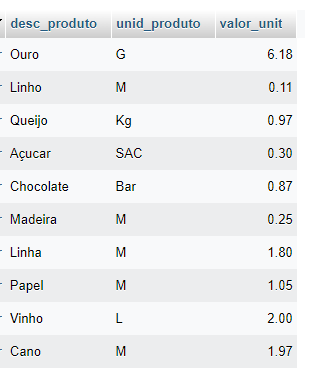 desc_produto unid_produto valor_unit
Ouro G 6.18
Linho M 0.11
Queijo Kg 0.97
Açucar SAC 0.30
Chocolate Bar 0.87
Madeira M 0.25
Linha M 1.80
Papel M 1.05
Vinho L 2.00
Cano M 1.97